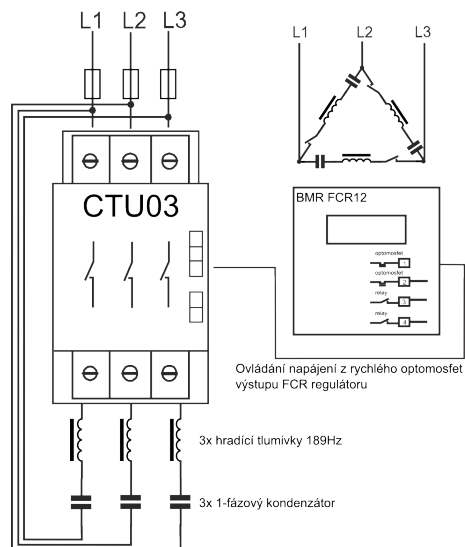 L1 L2 L3
L1 L2 L3
CTU03
BMR FCR12
optomosfet
1
optomosfet
2
relay
3
relay
4
Ovládání napájení z rychlého optomosfet
výstupu FCR regulátoru
3x hradící tlumivky 189Hz
3x 1-fázový kondenzátor